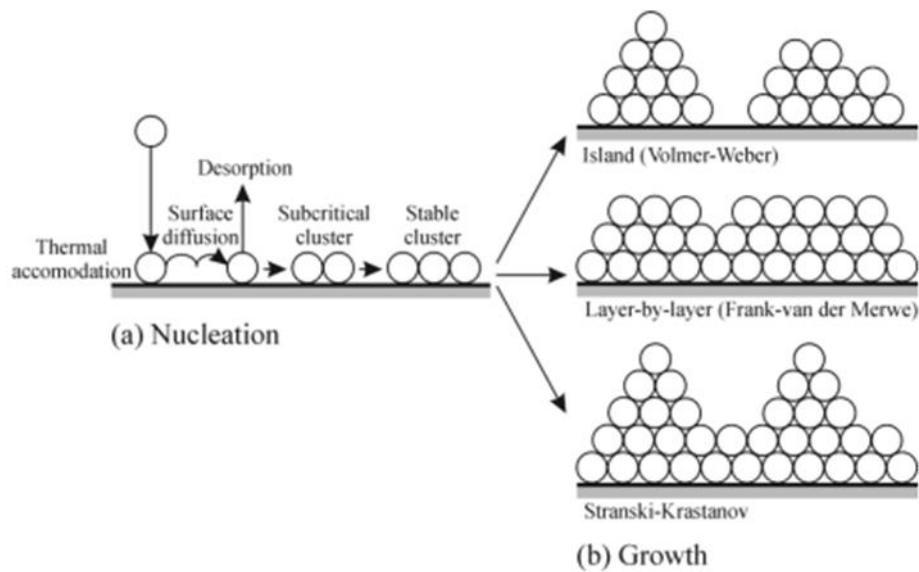 Desorption
Surface
diffusion
Thermal
accomodation
Subcritical
cluster
Stable
cluster
(a) Nucleation
Island (Volmer-Weber)
Layer-by-layer (Frank-van der Merwe)
Stranski-Krastanov
(b) Growth